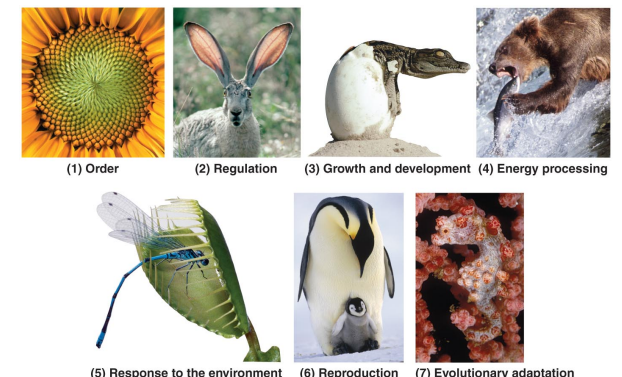 (1) Order
(2) Regulation
(3) Growth and development
(4) Energy processing
(5) Response to the environment
(6) Reproduction
(7) Evolutionary adaptation